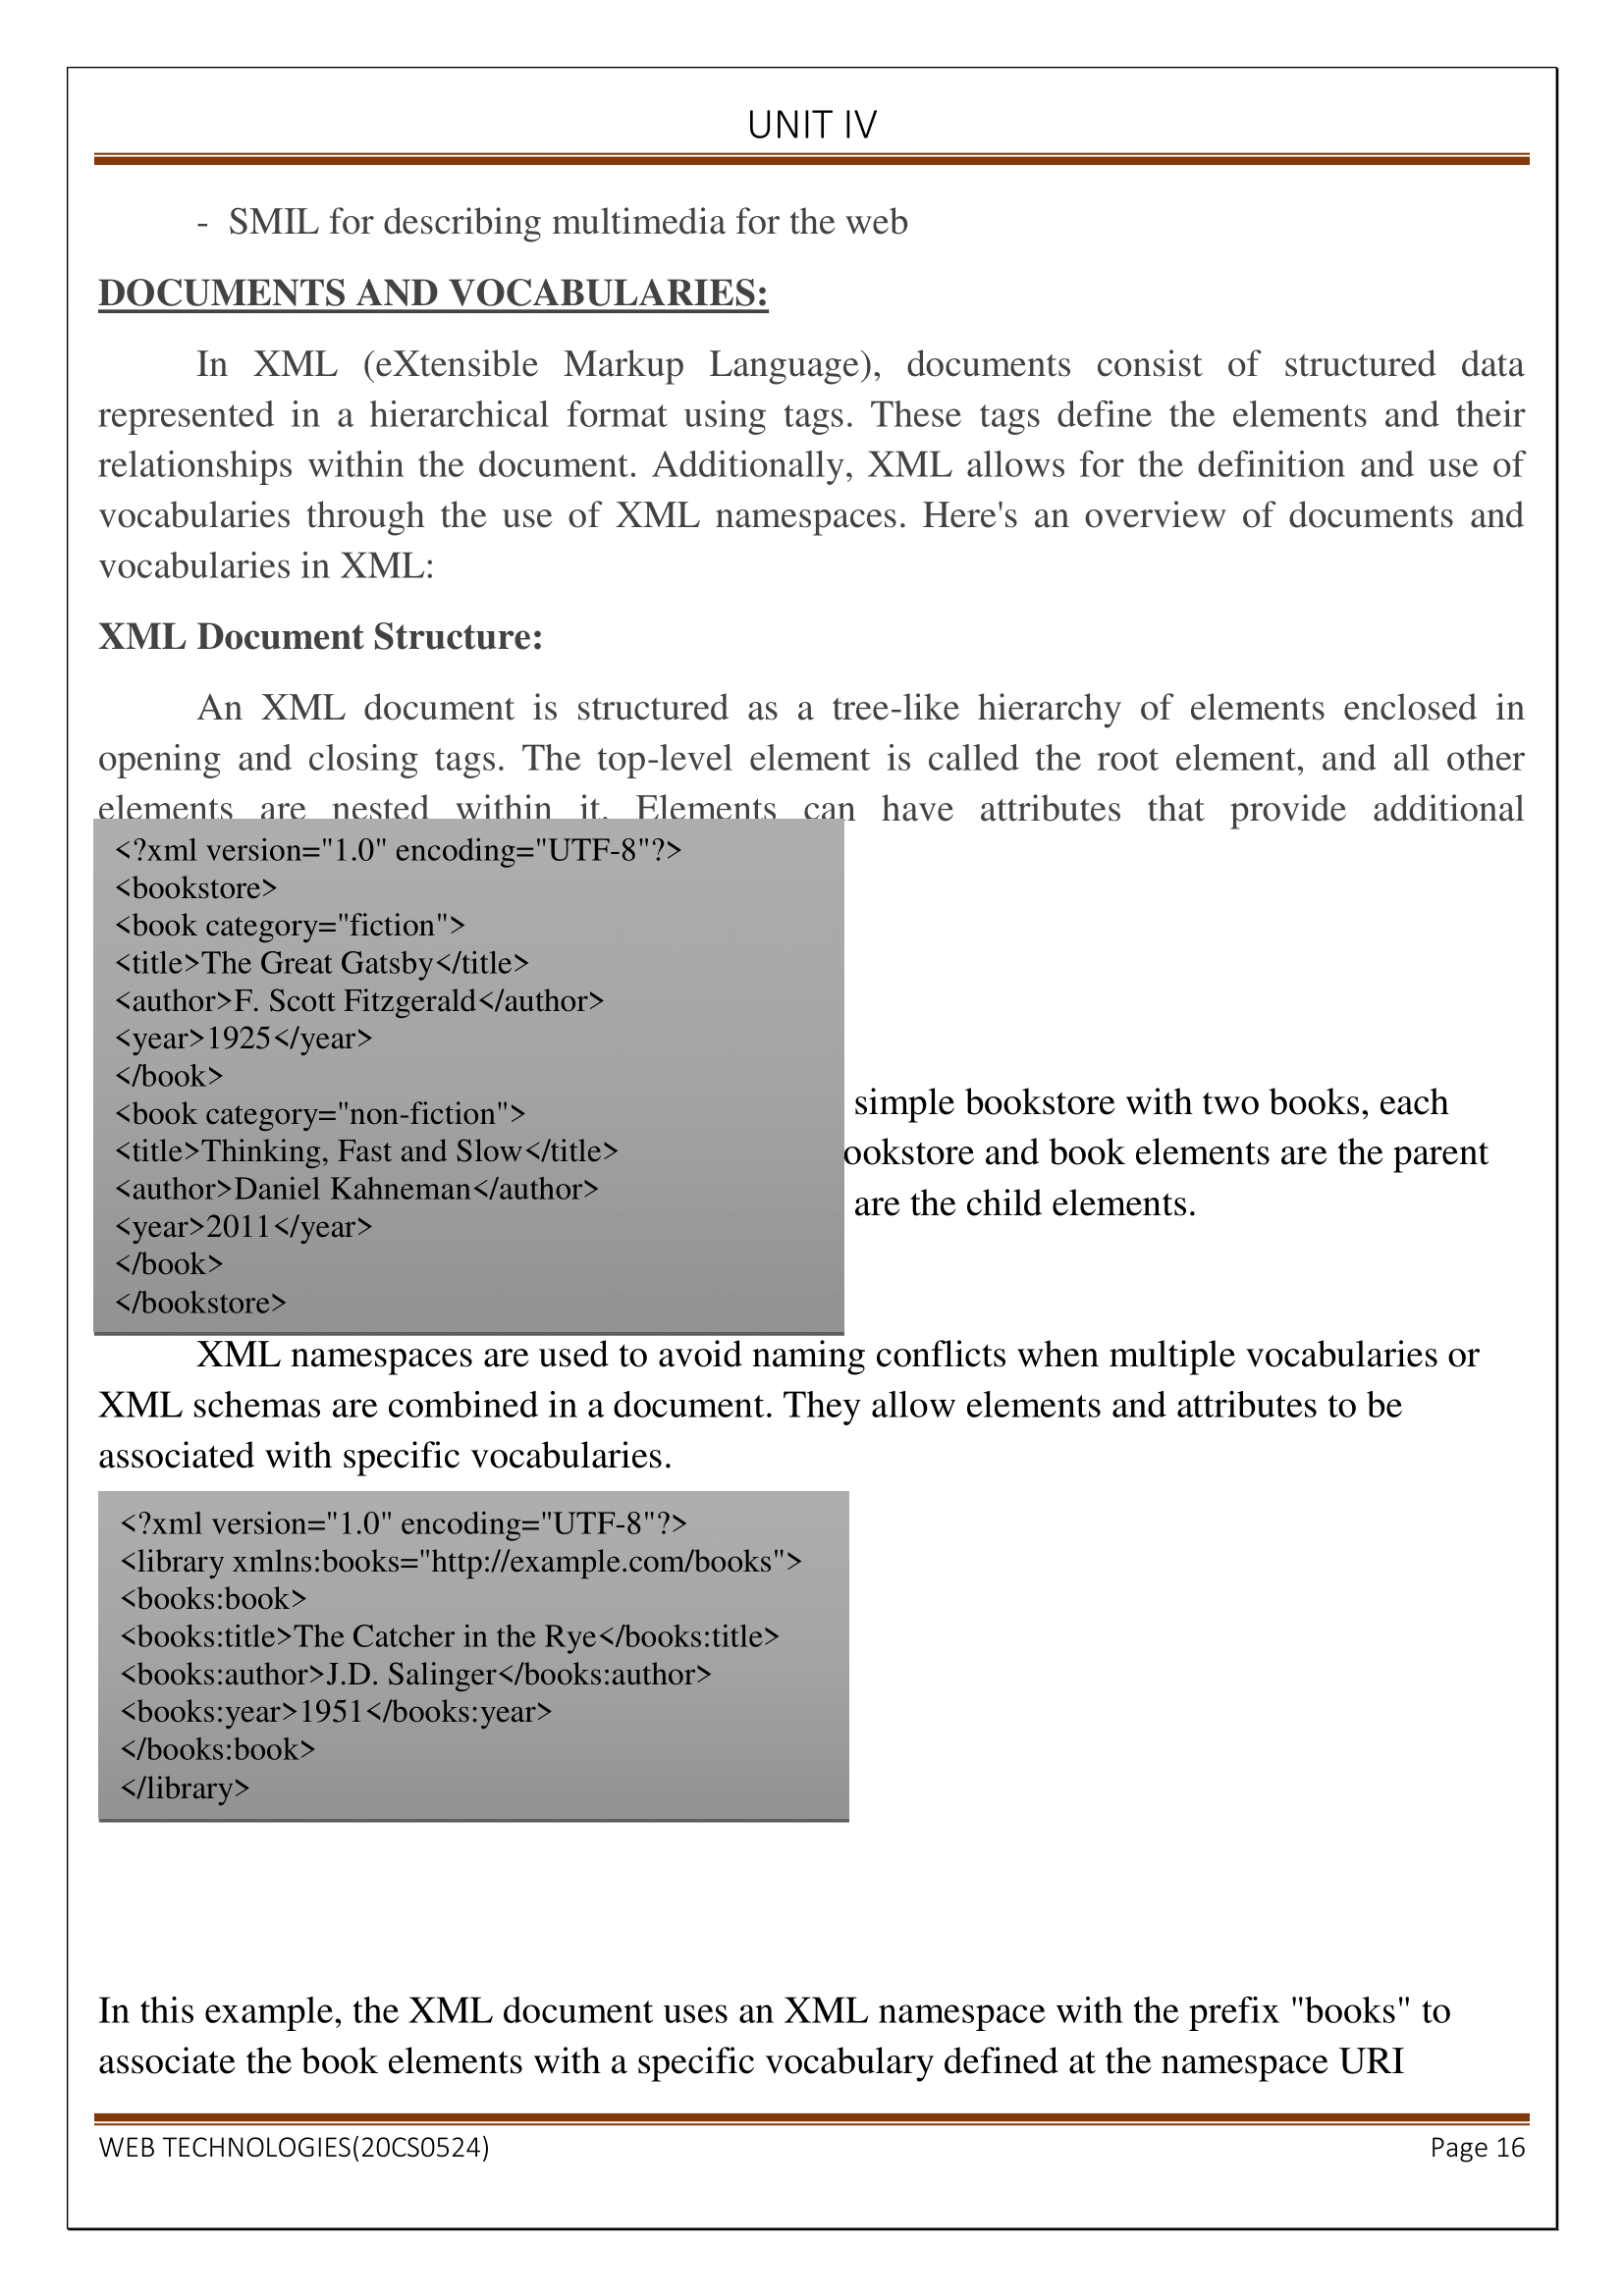 UNIT IV
- SMIL for describing multimedia for the web
DOCUMENTS AND VOCABULARIES:
In XML (eXtensible Markup Language), documents consist of structured data
represented in a hierarchical format using tags. These tags define the elements and their
relationships within the document. Additionally, XML allows for the definition and use of
vocabularies through the use of XML namespaces. Here's an overview of documents and
vocabularies in XML:
XML Document Structure:
An XML document is structured as a tree-like hierarchy of elements enclosed in
opening and closing tags. The top-level element is called the root element, and all other
elements are nested within it. Elements can have attributes that provide additional
<?xml version="1.0" encoding="UTF-8"?>
<bookstore>
<book category="fiction">
<title>The Great Gatsby</title>
<author>F. Scott Fitzgerald</author>
<year>1925</year>
</book>
<book category="non-fiction">
<title>Thinking, Fast and Slow</title>
<author>Daniel Kahneman</author>
<year>2011</year>
</book>
</bookstore>
simple bookstore with two books, each
ookstore and book elements are the parent
are the child elements.
XML namespaces are used to avoid naming conflicts when multiple vocabularies or
XML schemas are combined in a document. They allow elements and attributes to be
associated with specific vocabularies.
<?xml version="1.0" encoding="UTF-8"?>
<library xmlns:books="http://example.com/books">
<books:book>
<books:title>The Catcher in the Rye</books:title>
<books:author>J.D. Salinger</books:author>
<books:year>1951</books:year>
</books:book>
</library>
In this example, the XML document uses an XML namespace with the prefix "books" to
associate the book elements with a specific vocabulary defined at the namespace URI
WEB TECHNOLOGIES(20CS0524)
Page 16